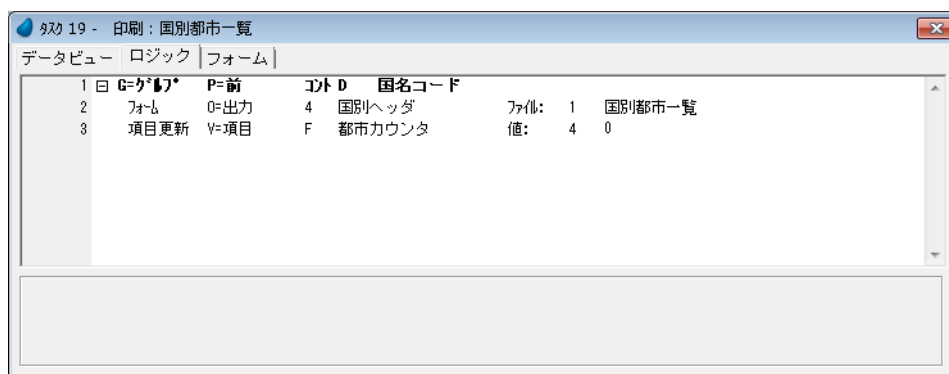 ﾀｽｸ 19 - 印刷：国別都市一覧
データビュー ロジック フォーム
1 G=ｸﾞﾙｰﾌﾟ P=前 ｺﾝﾄ D 国名コード
2 ﾌｫｰﾑ O=出力 4 国別ヘッダ ﾌｧｲﾙ: 1 国別都市一覧
3 項目更新 V=項目 F 都市カウンタ 値: 4 0